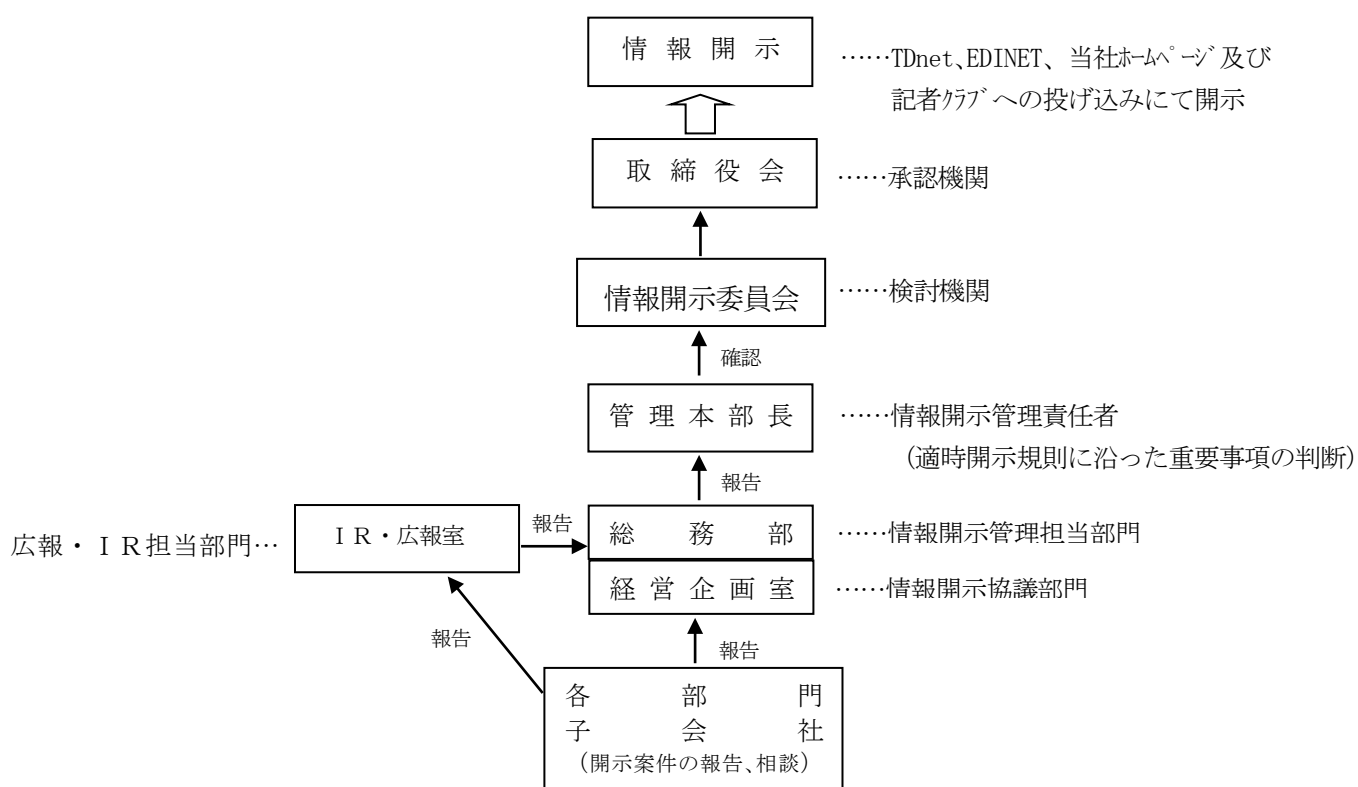 情報開示
……TDnet、EDINET、当社ﾎｰﾑﾍﾟｰｼﾞ及び
記者ｸﾗﾌﾞへの投げ込みにて開示
取締役会
……承認機関
情報開示委員会
……検討機関
確認
管理本部長
……情報開示管理責任者
（適時開示規則に沿った重要事項の判断）
報告
広報・ＩＲ担当部門…
ＩＲ・広報室
報告
総務部
……情報開示管理担当部門
経営企画室
……情報開示協議部門
報告
報告
各部門
子会社
（開示案件の報告、相談）